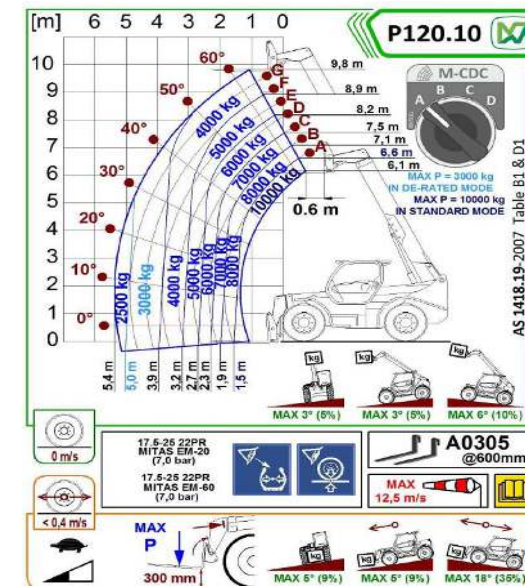 [m] 6 5 4 3 2 1 0
P120.10
M-CDC
A B C D
MÁX P = 3000 kg
IN DE-RATED MODE
MÁX P = 10000 kg
IN STANDARD MODE
AS 1418.19-2007 Table B1 & D1
11
10
9
8
7
6
5
4
3
2
1
0
60°
50°
40°
30°
20°
10°
0°
G
F
E
D
C
B
A
9,8 m
8,9 m
8,2 m
7,5 m
7,1 m
6,6 m
6,1 m
0.6 m
4000 kg
5000 kg
6000 kg
7000 kg
8000 kg
10000 kg
2500 kg
3000 kg
4000 kg
5000 kg
6000 kg
7000 kg
8000 kg
5,4 m
5,0 m
3,9 m
3,2 m
2,7 m
2,3 m
1,9 m
1,5 m
kg
kg
kg
MAX 3° (5%)
MAX 3° (5%)
MAX 6° (10%)
0 m/s
17.5-25 22PR
MITAS EM-20
(7,0 bar)
17.5-25 22PR
MITAS EM-60
(7,0 bar)
A0305
@600mm
MAX
12,5 m/s
< 0,4 m/s
MAX
P
300 mm
kg
kg
kg
MAX 5° (9%)
MAX 5° (9%)
MAX 18° (39%)